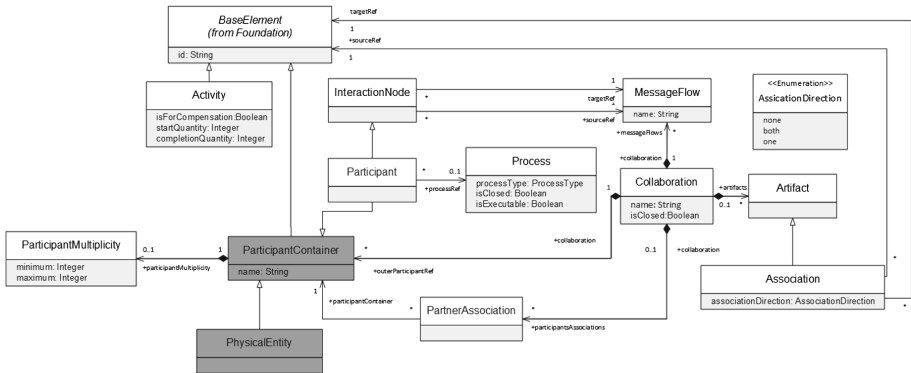 BaseElement
(from Foundation)
id: String
targetRef
1
+sourceRef
1
Activity
isForCompensation:Boolean
startQuantity: Integer
completionQuantity: Integer
InteractionNode
1
*
targetRef
1
*
+sourceRef
MessageFlow
name: String
+messageFlows
*
<<Enumeration>>
AssicationDirection
none
both
one
Participant
*
0..1
+processRef
Process
processType: ProcessType
isClosed: Boolean
isExecutable: Boolean
+collaboration
1
Collaboration
name: String
isClosed:Boolean
1
+artifacts
0..1
*
Artifact
ParticipantMultiplicity
minimum: Integer
maximum: Integer
0..1
1
+participantMultiplicity
ParticipantContainer
name: String
*
+collaboration
+outerParticipantRef
0..1
+collaboration
Association
associationDirection: AssociationDirection
*
*
1
+participantContainer
*
PartnerAssociation
*
+participantsAssociations
PhysicalEntity